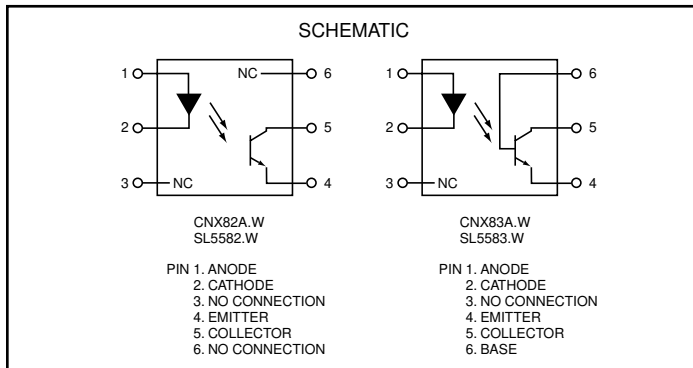 SCHEMATIC
1
2
3
NC
NC
6
5
4
1
2
3
NC
6
5
4
CNX82A.W
SL5582.W
CNX83A.W
SL5583.W
PIN 1. ANODE
2. CATHODE
3. NO CONNECTION
4. EMITTER
5. COLLECTOR
6. NO CONNECTION
PIN 1. ANODE
2. CATHODE
3. NO CONNECTION
4. EMITTER
5. COLLECTOR
6. BASE